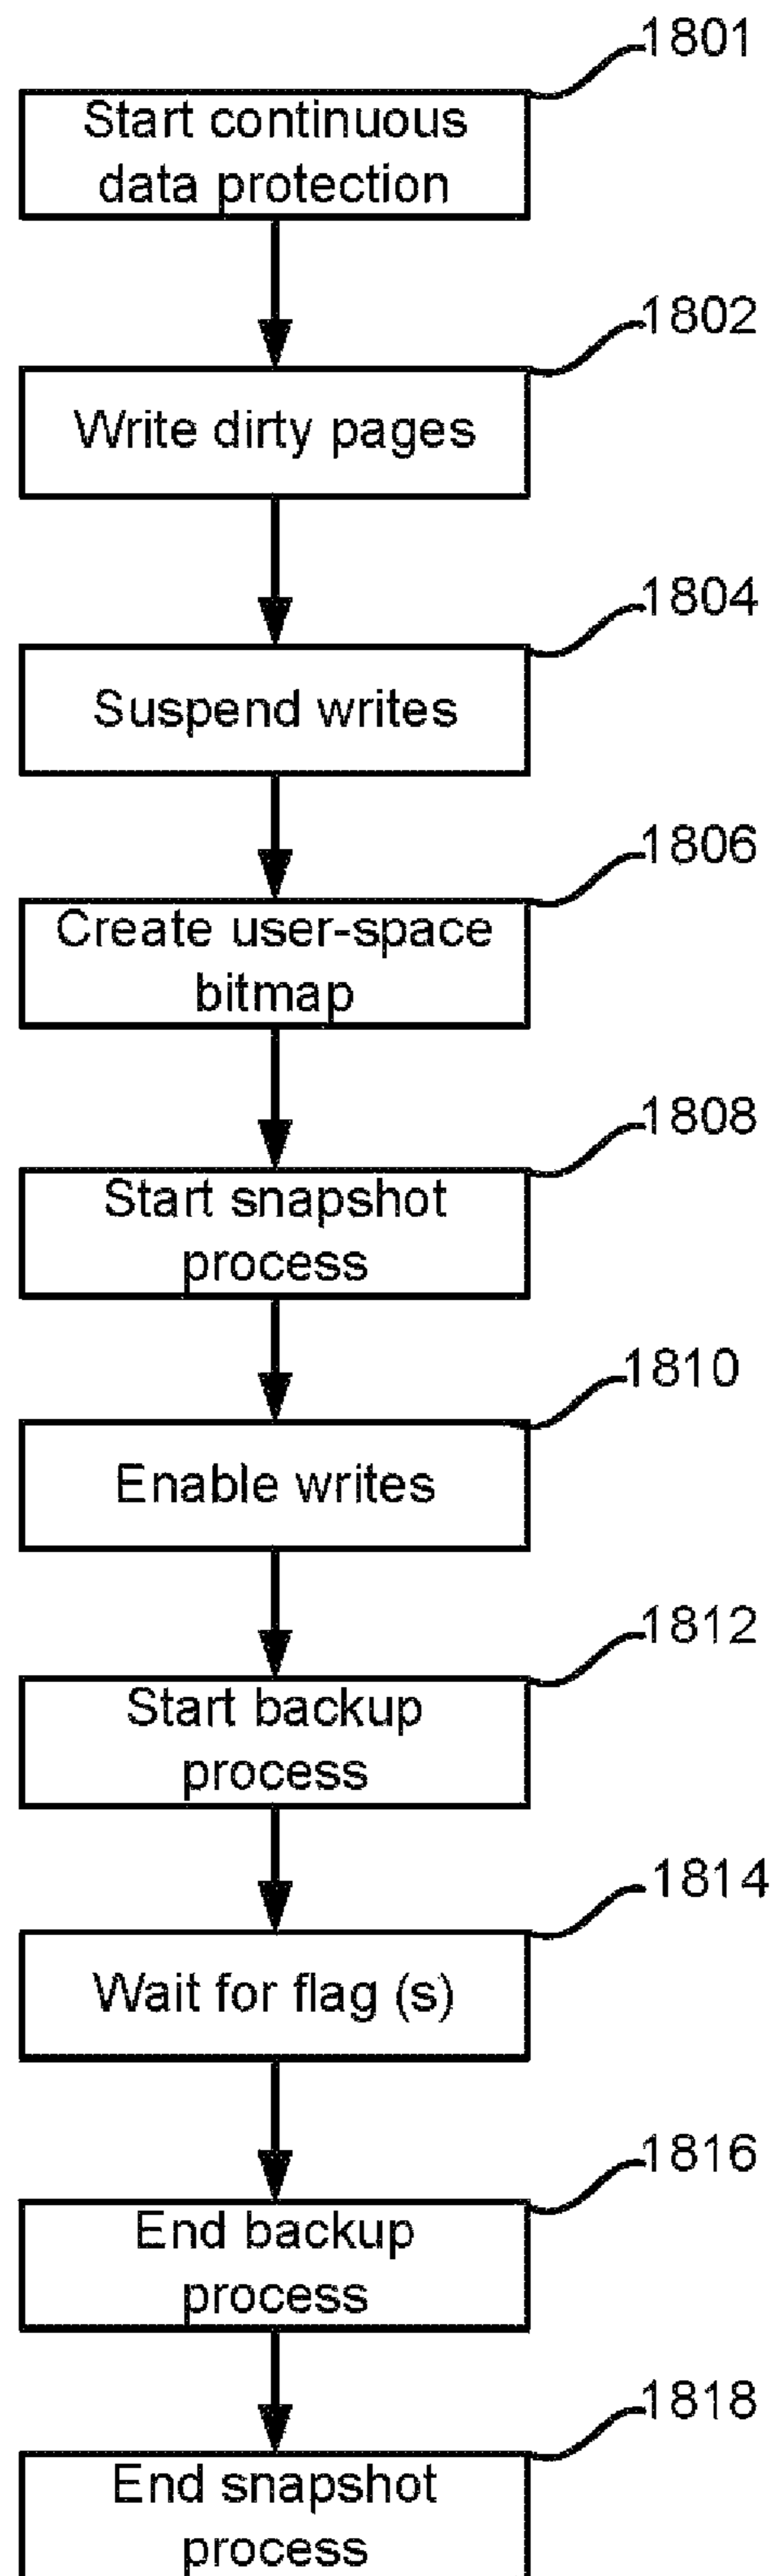 1801
Start continuous
data protection
1802
Write dirty pages
1804
Suspend writes
1806
Create user-space
bitmap
1808
Start snapshot
process
1810
Enable writes
1812
Start backup
process
1814
Wait for flag (s)
1816
End backup
process
1818
End snapshot
process